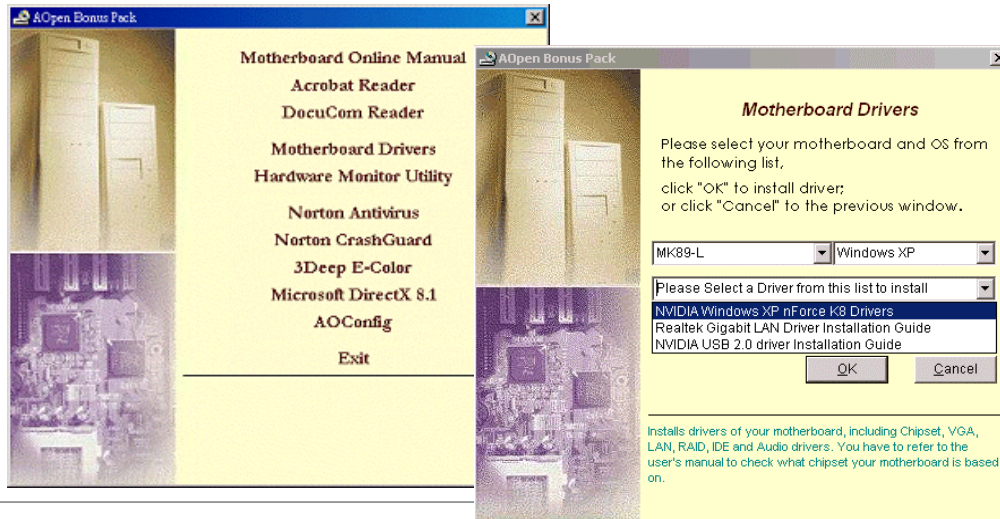 AOpen Bonus Pack
Motherboard Online Manual
Acrobat Reader
DocuCom Reader
Motherboard Drivers
Hardware Monitor Utility
Norton Antivirus
Norton CrashGuard
3Deep E-Color
Microsoft DirectX 8.1
AOConfig
Exit
AOpen Bonus Pack
Motherboard Drivers
Please select your motherboard and OS from
the following list,
click "OK" to install driver;
or click "Cancel" to the previous window.
MK89-L
Windows XP
Please Select a Driver from this list to install
NVIDIA Windows XP nForce K8 Drivers
Realtek Gigabit LAN Driver Installation Guide
NVIDIA USB 2.0 driver Installation Guide
OK
Cancel
Installs drivers of your motherboard, including Chipset, VGA,
LAN, RAID, IDE and Audio drivers. You have to refer to the
user's manual to check what chipset your motherboard is based
on.